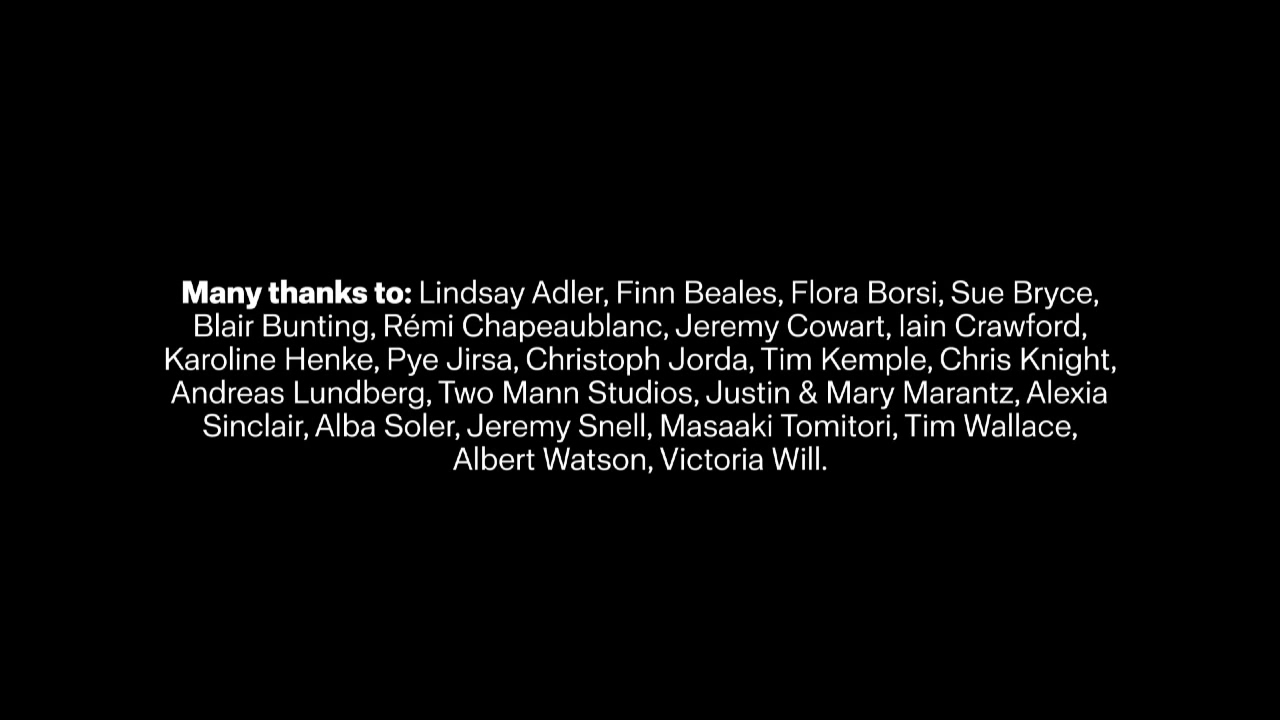 Many thanks to: Lindsay Adler, Finn Beales, Flora Borsi, Sue Bryce,
Blair Bunting, Rémi Chapeaublanc, Jeremy Cowart, Iain Crawford,
Karoline Henke, Pye Jirsa, Christoph Jorda, Tim Kemple, Chris Knight,
Andreas Lundberg, Two Mann Studios, Justin & Mary Marantz, Alexia
Sinclair, Alba Soler, Jeremy Snell, Masaaki Tomitori, Tim Wallace,
Albert Watson, Victoria Will.